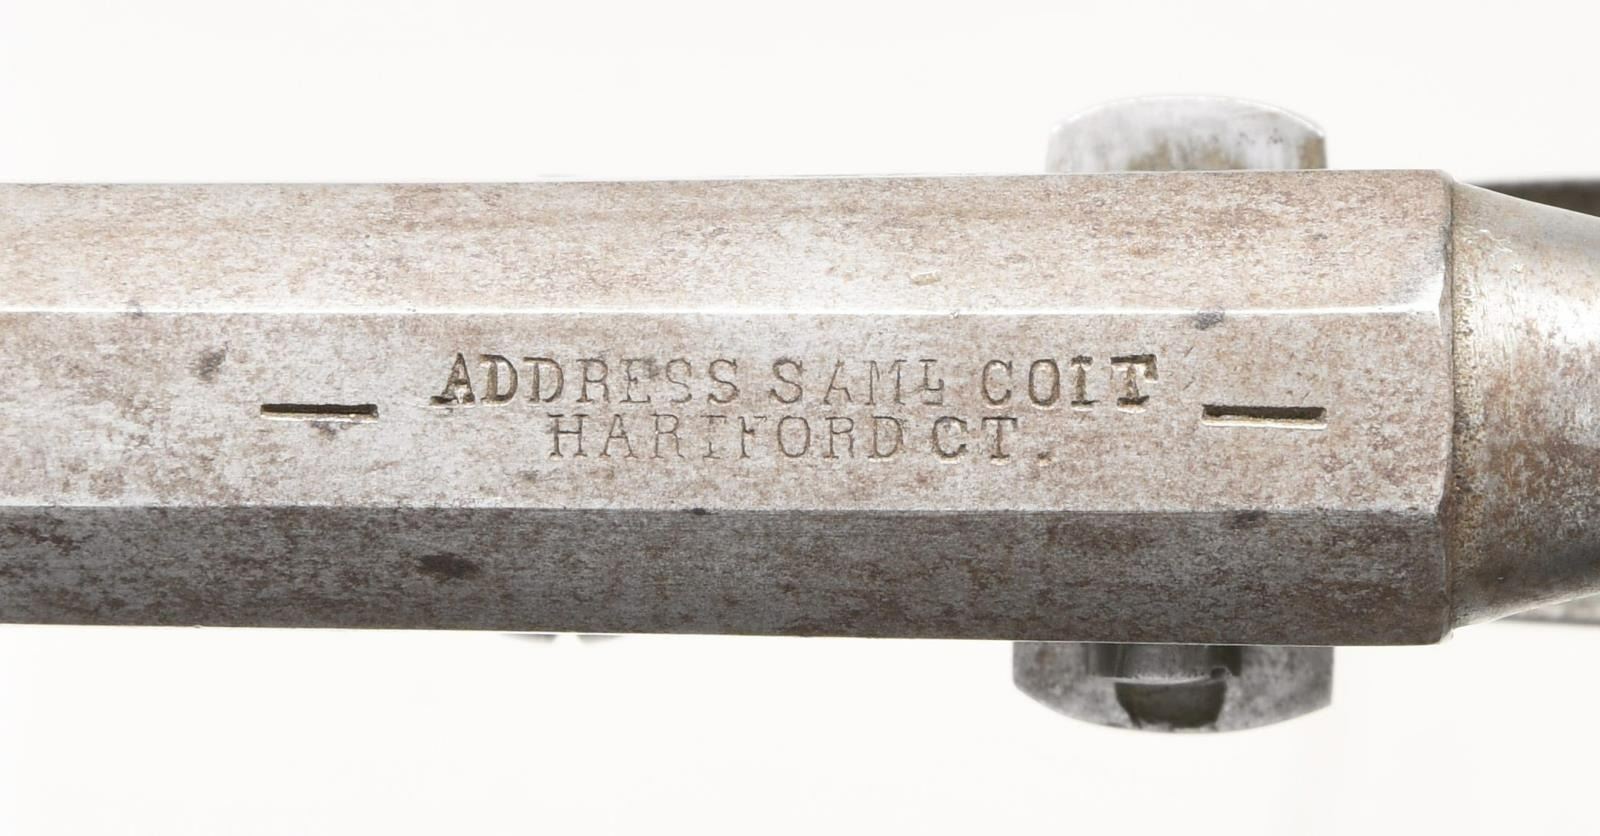 — ADDRESS SAML COLT —
HARTFORD CT.